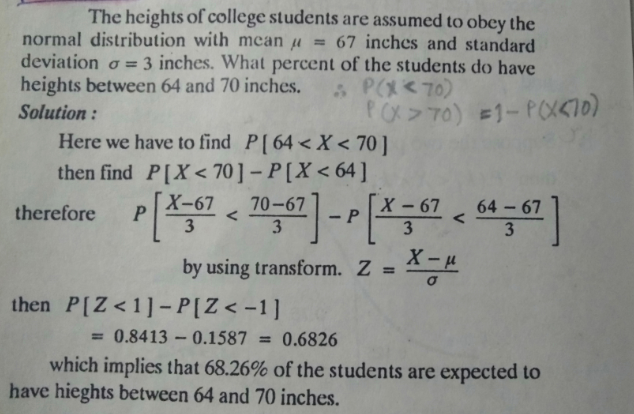 The heights of college students are assumed to obey the
normal distribution with mean μ = 67 inches and standard
deviation σ = 3 inches. What percent of the students do have
heights between 64 and 70 inches. ∴ P(X < 70)
P(X > 70) = 1 - P(X<70)
Solution :
Here we have to find P[ 64 < X < 70 ]
then find P[X < 70] – P[X < 64]
therefore P[ X–67 / 3 < 70–67 / 3 ] – P[ X – 67 / 3 < 64 – 67 / 3 ]
by using transform. Z = X – μ / σ
then P[Z < 1] – P[Z < –1]
= 0.8413 – 0.1587 = 0.6826
which implies that 68.26% of the students are expected to
have hieghts between 64 and 70 inches.